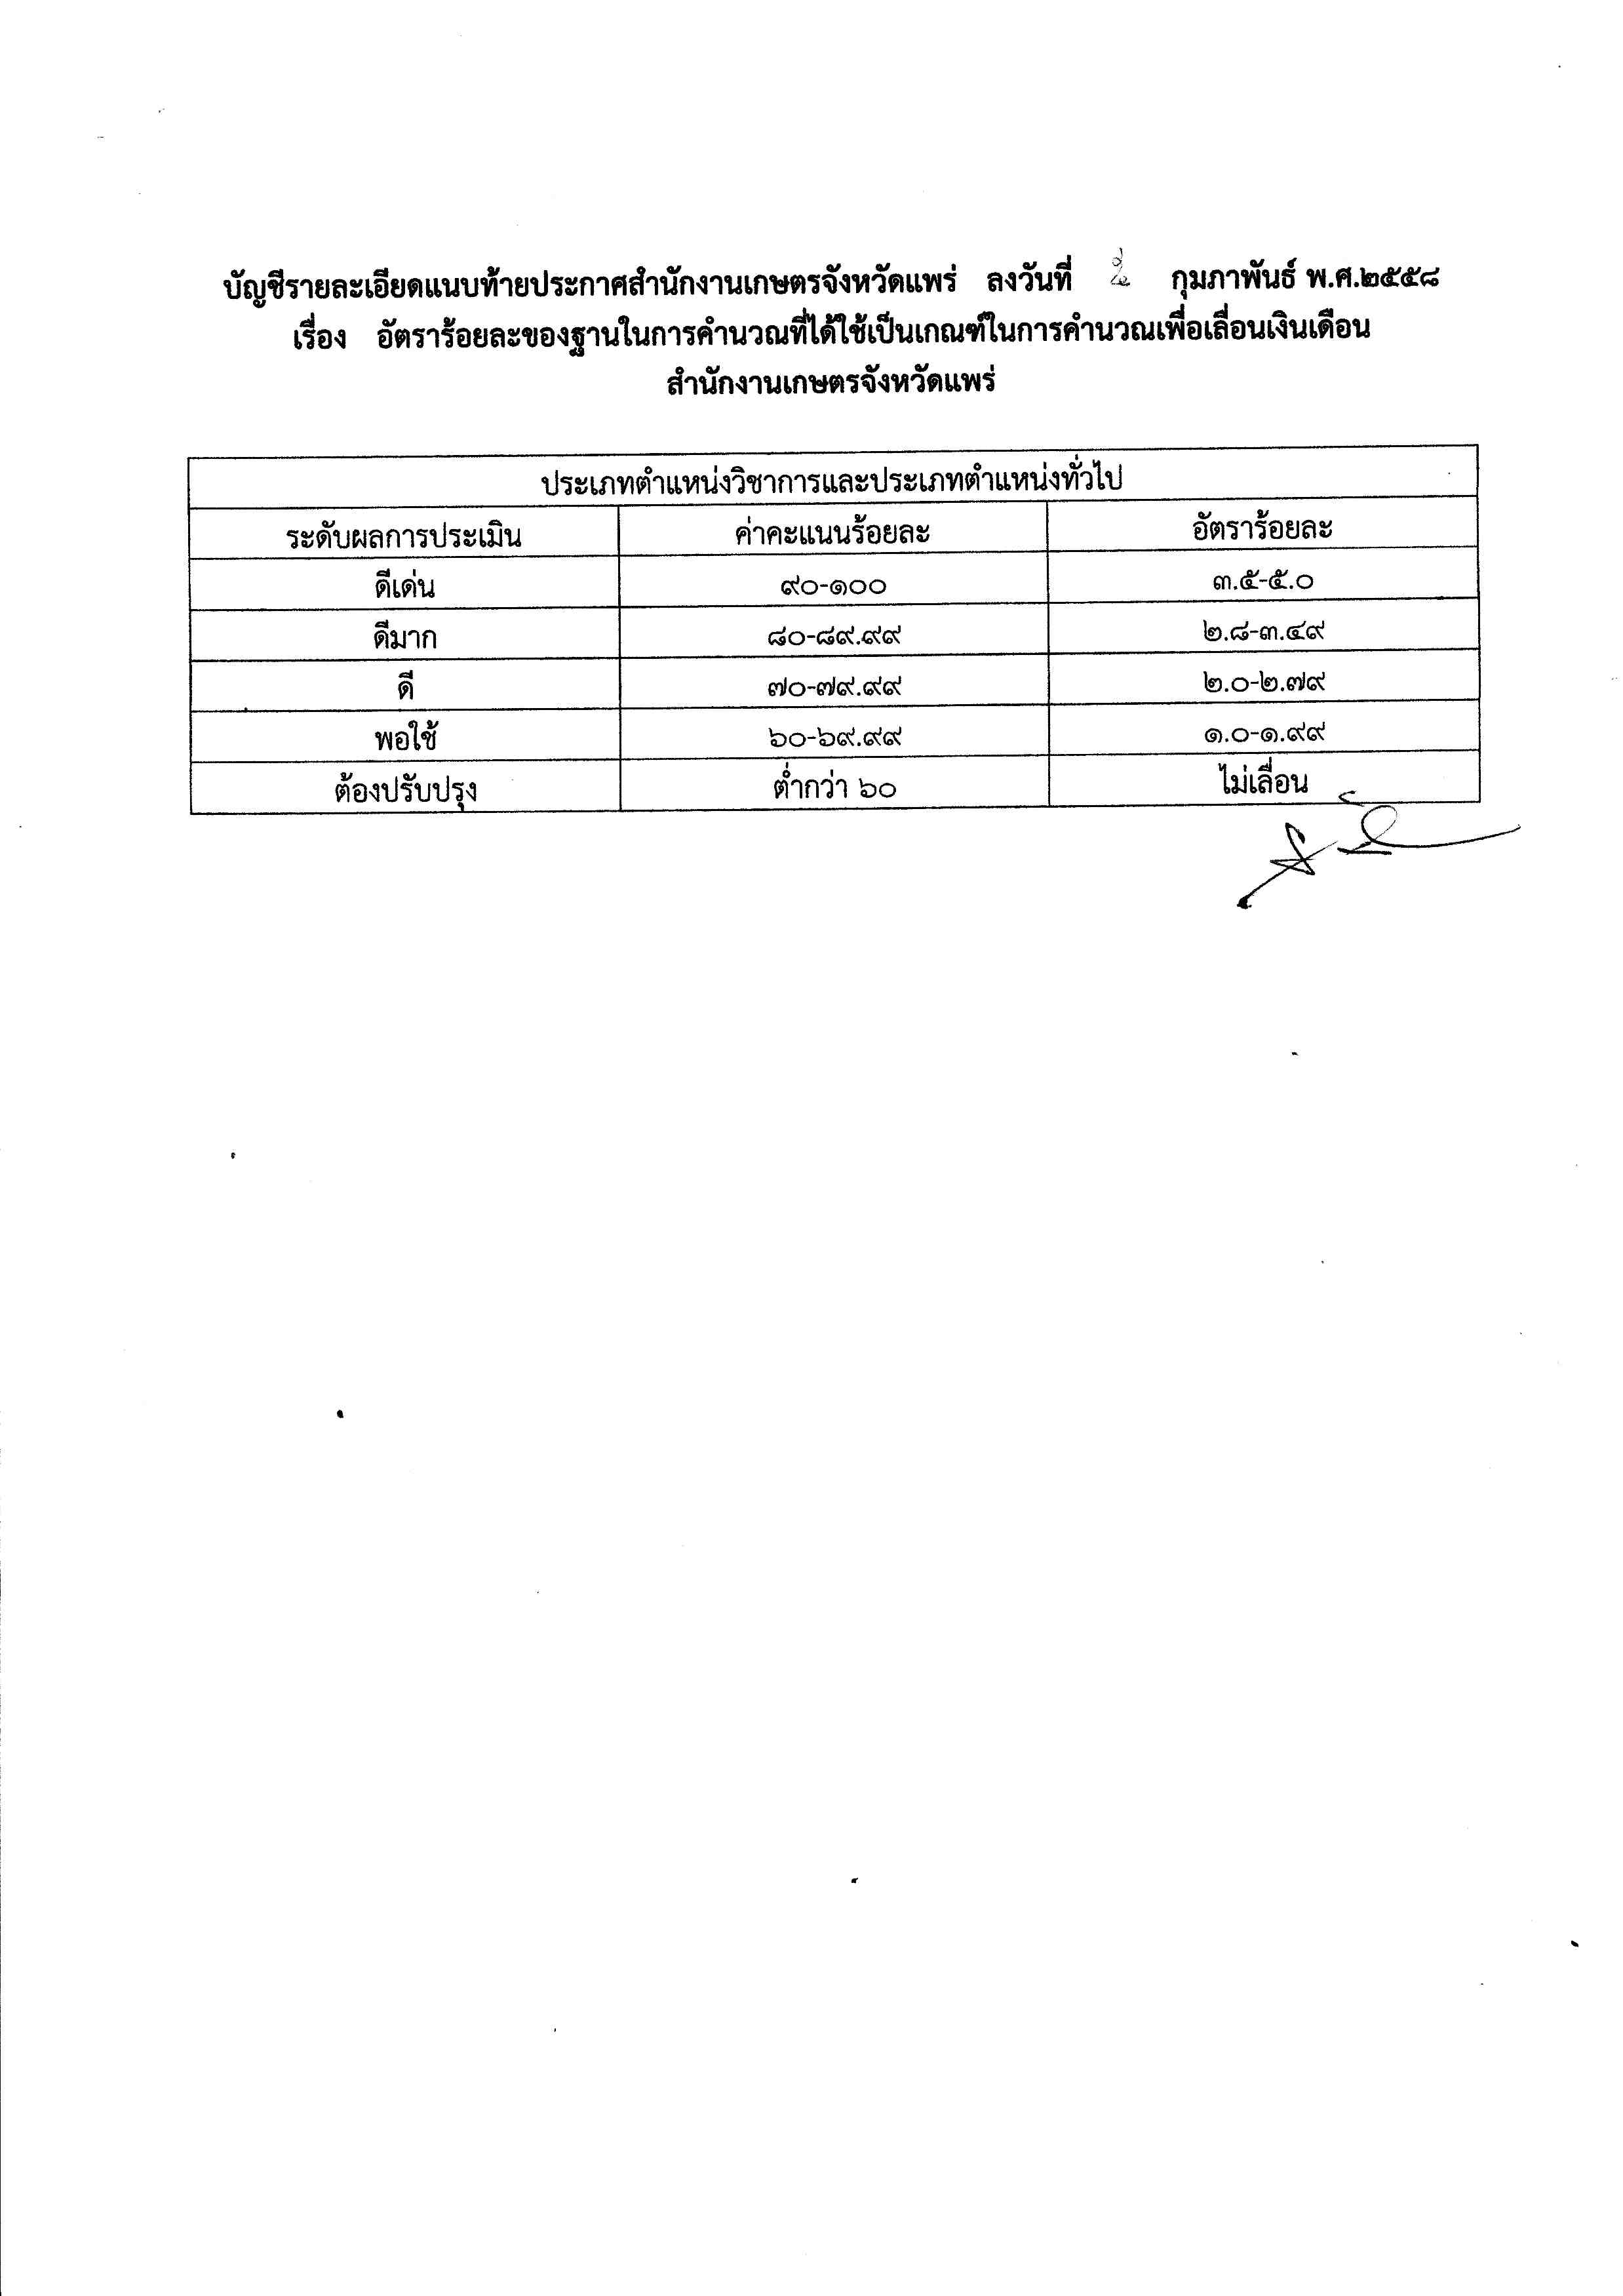 บัญชีรายละเอียดแนบท้ายประกาศสำนักงานเกษตรจังหวัดแพร่ ลงวันที่ กุมภาพันธ์ พ.ศ.๒๕๕๘
เรื่อง อัตราร้อยละของฐานในการคำนวณที่ได้ใช้เป็นเกณฑ์ในการคำนวณเพื่อเลื่อนเงินเดือน
สำนักงานเกษตรจังหวัดแพร่
ประเภทตำแหน่งวิชาการและประเภทตำแหน่งทั่วไป
ระดับผลการประเมิน ค่าคะแนนร้อยละ อัตราร้อยละ
ดีเด่น ๙๐-๑๐๐ ๓.๕-๕.๐
ดีมาก ๘๐-๘๙.๙๙ ๒.๘-๓.๔๙
ดี ๗๐-๗๙.๙๙ ๒.๐-๒.๗๙
พอใช้ ๖๐-๖๙.๙๙ ๑.๐-๑.๙๙
ต้องปรับปรุง ต่ำกว่า ๖๐ ไม่เลื่อน